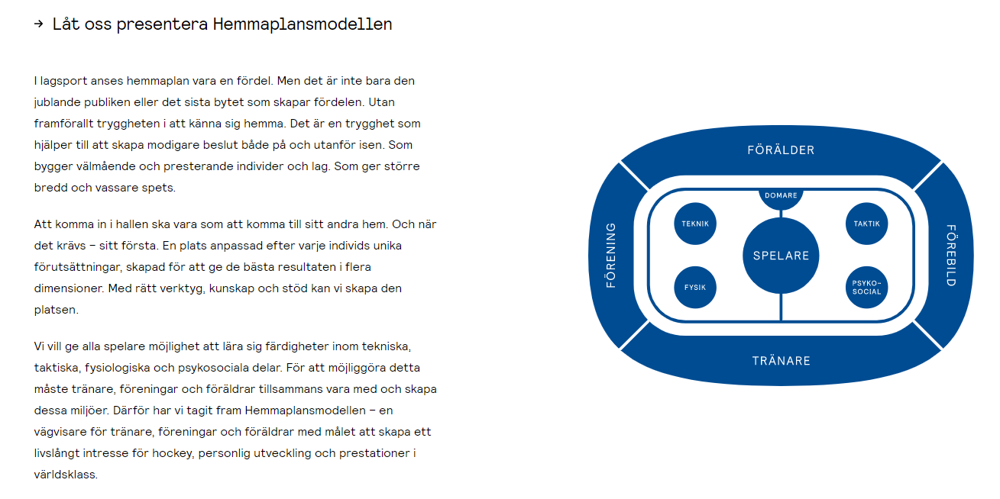 → Låt oss presentera Hemmaplansmodellen
I lagsport anses hemmaplan vara en fördel. Men det är inte bara den
jublande publiken eller det sista bytet som skapar fördelen. Utan
framförallt tryggheten i att känna sig hemma. Det är en trygghet som
hjälper till att skapa modigare beslut både på och utanför isen. Som
bygger välmående och presterande individer och lag. Som ger större
bredd och vassare spets.
Att komma in i hallen ska vara som att komma till sitt andra hem. Och när
det krävs – sitt första. En plats anpassad efter varje individs unika
förutsättningar, skapad för att ge de bästa resultaten i flera
dimensioner. Med rätt verktyg, kunskap och stöd kan vi skapa den
platsen.
Vi vill ge alla spelare möjlighet att lära sig färdigheter inom tekniska,
taktiska, fysiologiska och psykosociala delar. För att möjliggöra detta
måste tränare, föreningar och föräldrar tillsammans vara med och skapa
dessa miljöer. Därför har vi tagit fram Hemmaplansmodellen – en
vägvisare för tränare, föreningar och föräldrar med målet att skapa ett
livslångt intresse för hockey, personlig utveckling och prestationer i
världsklass.
FÖRÄLDER
FÖRENING
DOMARE
TEKNIK
TAKTIK
SPELARE
FYSIK
PSYKO-
SOCIAL
FÖREBILD
TRÄNARE